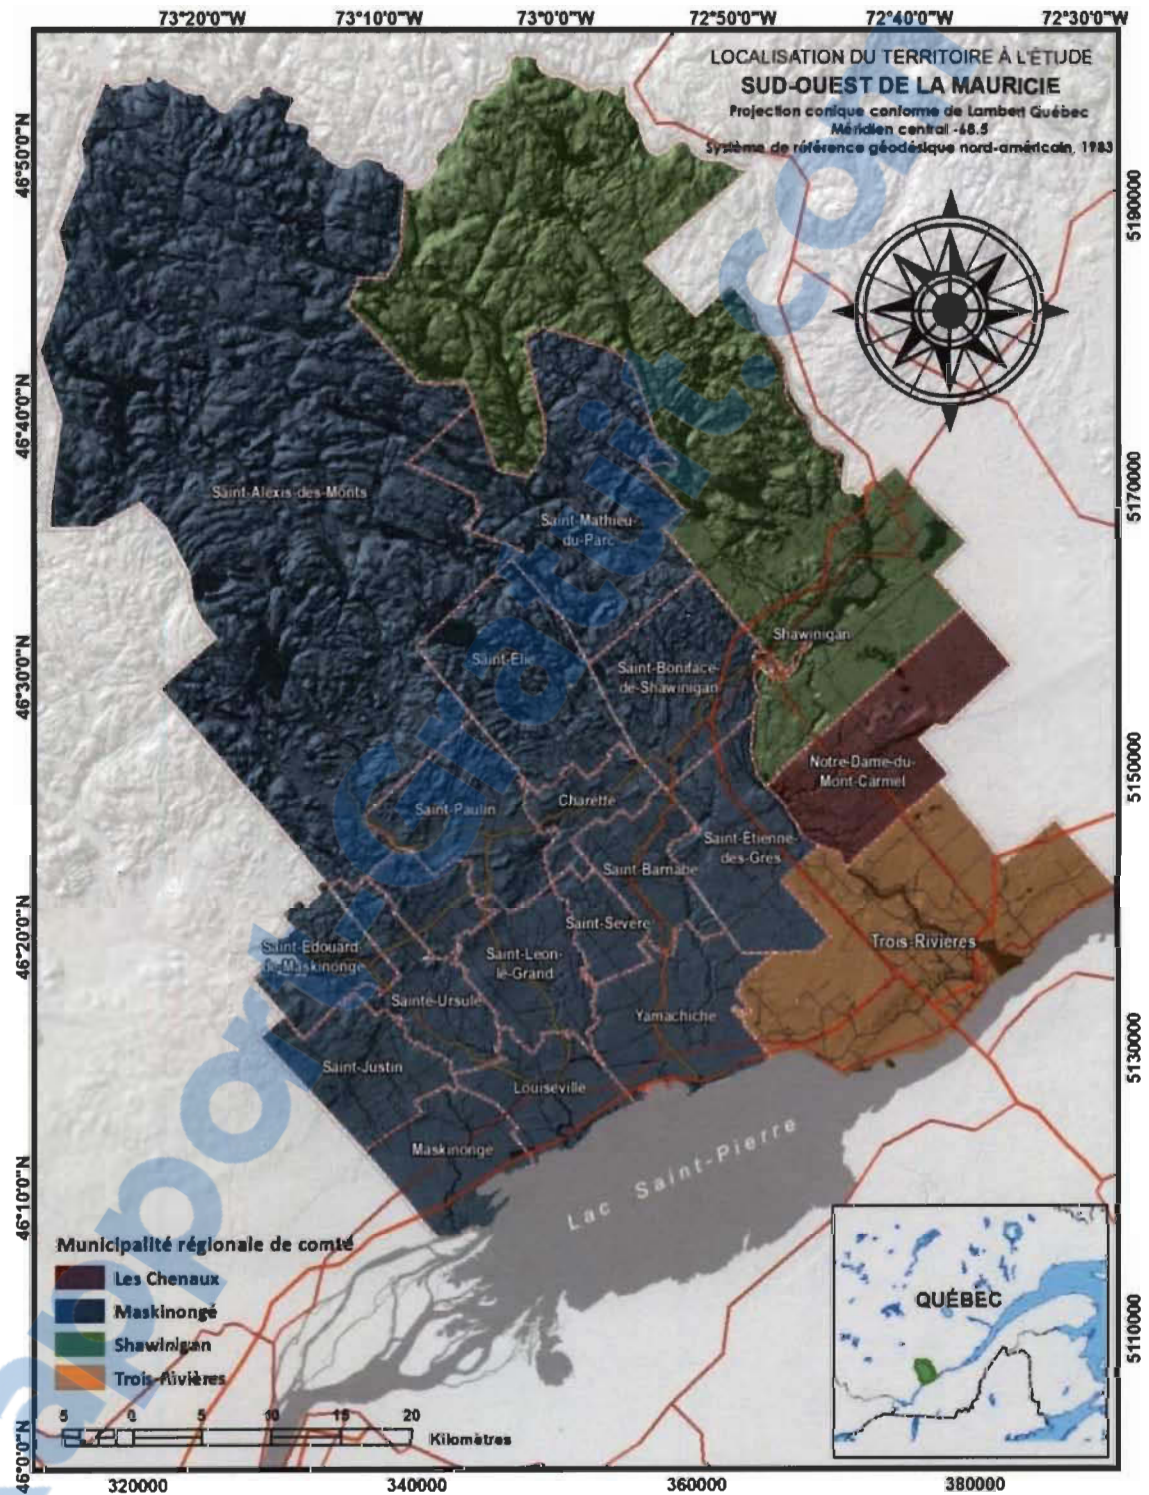 73°20'0"W 73°10'0"W 73°0'0"W 72°50'0"W 72°40'0"W 72°30'0"W
LOCALISATION DU TERRITOIRE À L'ÉTUDE
SUD-OUEST DE LA MAURICIE
Projection conique conforme de Lambert Québec
Méridien central -68.5
Système de référence géodésique nord-américain, 1983
46°50'0"N
5190000
46°40'0"N
5170000
Saint-Alexis-des-Monts
Saint-Mathieu-
du-Parc
Shawinigan
46°30'0"N
Saint-Élie
Saint-Boniface-
de-Shawinigan
5150000
Notre-Dame-du-
Mont-Carmel
Saint-Paulin
Charette
Saint-Étienne-
des-Grès
Saint-Barnabé
46°20'0"N
Saint-Sévère
Trois-Rivières
Saint-Édouard-
de-Maskinongé
Saint-Léon-
le-Grand
Sainte-Ursule
Yamachiche
5130000
Saint-Justin
Louiseville
Maskinongé
Lac Saint-Pierre
46°10'0"N
Municipalité régionale de comté
Les Chenaux
Maskinongé
Shawinigan
Trois-Rivières
QUÉBEC
5110000
5 0 5 10 15 20
Kilomètres
46°0'0"N
320000 340000 360000 380000